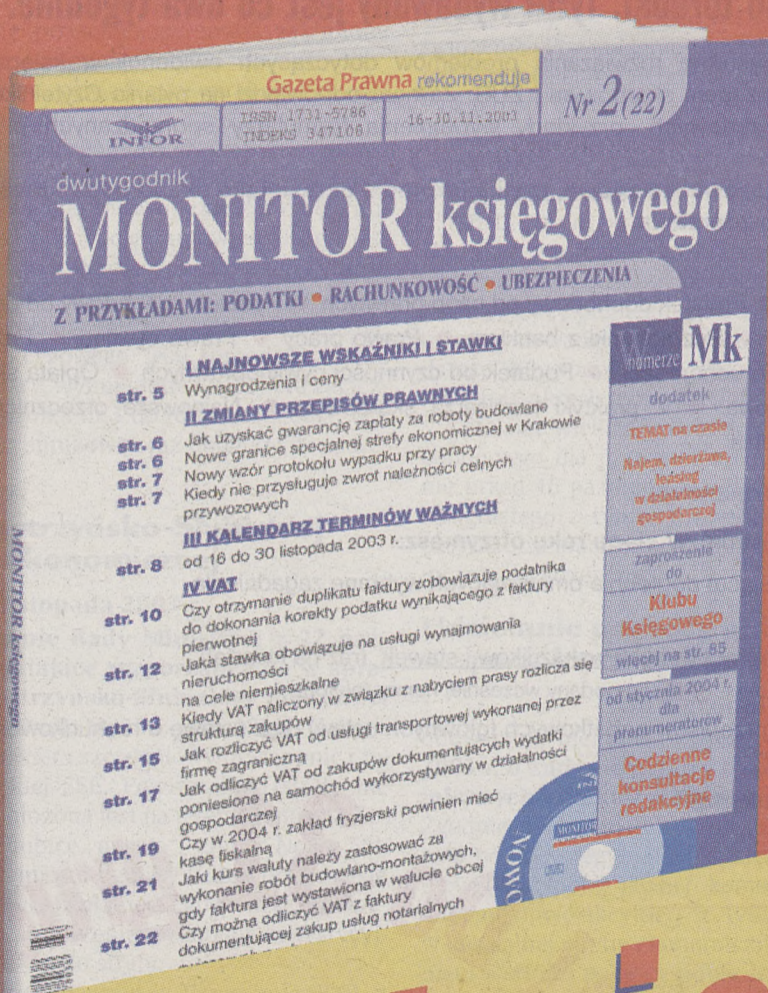 Gazeta Prawna rekomenduje
INFOR
ISSN 1731-5786
INDEKS 347106
16-30.11.2003
Nr 2 (22)
dwutygodnik
MONITOR księgowego
Z PRZYKŁADAMI: PODATKI • RACHUNKOWOŚĆ • UBEZPIECZENIA
I NAJNOWSZE WSKAŹNIKI I STAWKI
str. 5 Wynagrodzenia i ceny
II ZMIANY PRZEPISÓW PRAWNYCH
str. 6 Jak uzyskać gwarancję zapłaty za roboty budowlane
str. 6 Nowe granice specjalnej strefy ekonomicznej w Krakowie
str. 7 Nowy wzór protokołu wypadku przy pracy
str. 7 Kiedy nie przysługuje zwrot należności celnych
przywozowych
III KALENDARZ TERMINÓW WAŻNYCH
str. 8 od 16 do 30 listopada 2003 r.
IV VAT
str. 10 Czy otrzymanie duplikatu faktury zobowiązuje podatnika
do dokonania korekty podatku wynikającego z faktury
pierwotnej
str. 12 Jaka stawka obowiązuje na usługi wynajmowania
nieruchomości
na cele niemieszkalne
str. 13 Kiedy VAT naliczony w związku z nabyciem prasy rozlicza się
strukturą zakupów
str. 15 Jak rozliczyć VAT od usługi transportowej wykonanej przez
firmę zagraniczną
str. 17 Jak odliczyć VAT od zakupów dokumentujących wydatki
poniesione na samochód wykorzystywany w działalności
gospodarczej
str. 19 Czy w 2004 r. zakład fryzjerski powinien mieć
kasę fiskalną
str. 21 Jaki kurs waluty należy zastosować za
wykonanie robót budowlano-montażowych,
gdy faktura jest wystawiona w walucie obcej
str. 22 Czy można odliczyć VAT z faktury
dokumentującej zakup usług notarialnych
W numerze Mk
dodatek
TEMAT na czasie
Najem, dzierżawa,
leasing
w działalności
gospodarczej
zaproszenie
do
Klubu
Księgowego
więcej na str. 85
od stycznia 2004 r.
dla
prenumeratorów
Codzienne
konsultacje
redakcyjne
MONITOR księgowego
MONITOR